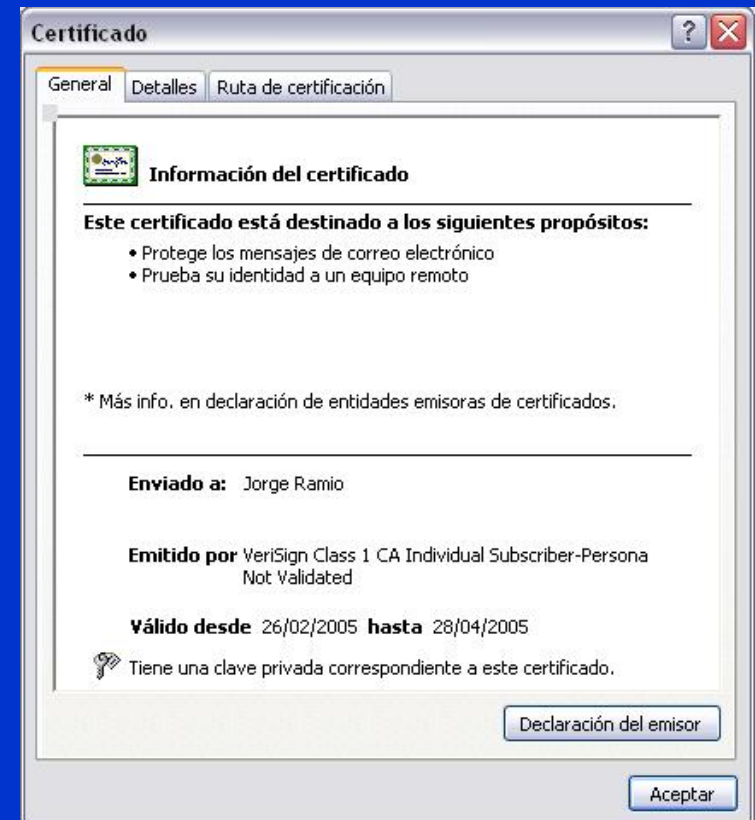 Certificado
General Detalles Ruta de certificación
Información del certificado
Este certificado está destinado a los siguientes propósitos:
• Protege los mensajes de correo electrónico
• Prueba su identidad a un equipo remoto
* Más info. en declaración de entidades emisoras de certificados.
Enviado a: Jorge Ramio
Emitido por VeriSign Class 1 CA Individual Subscriber-Persona
Not Validated
Válido desde 26/02/2005 hasta 28/04/2005
Tiene una clave privada correspondiente a este certificado.
Declaración del emisor
Aceptar